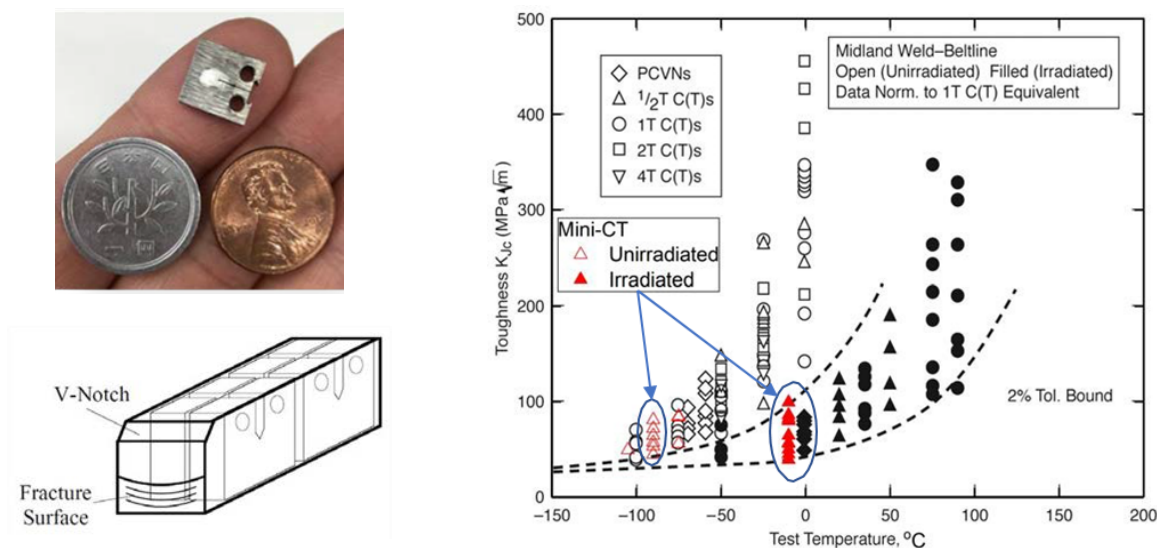 V-Notch
Fracture
Surface
Toughness KJc (MPa√m)
500
400
300
200
100
0
PCVNs
1/2T C(T)s
1T C(T)s
2T C(T)s
4T C(T)s
Mini-CT
Unirradiated
Irradiated
Midland Weld–Beltline
Open (Unirradiated) Filled (Irradiated)
Data Norm. to 1T C(T) Equivalent
2% Tol. Bound
−150 −100 −50 0 50 100 150 200
Test Temperature, °C